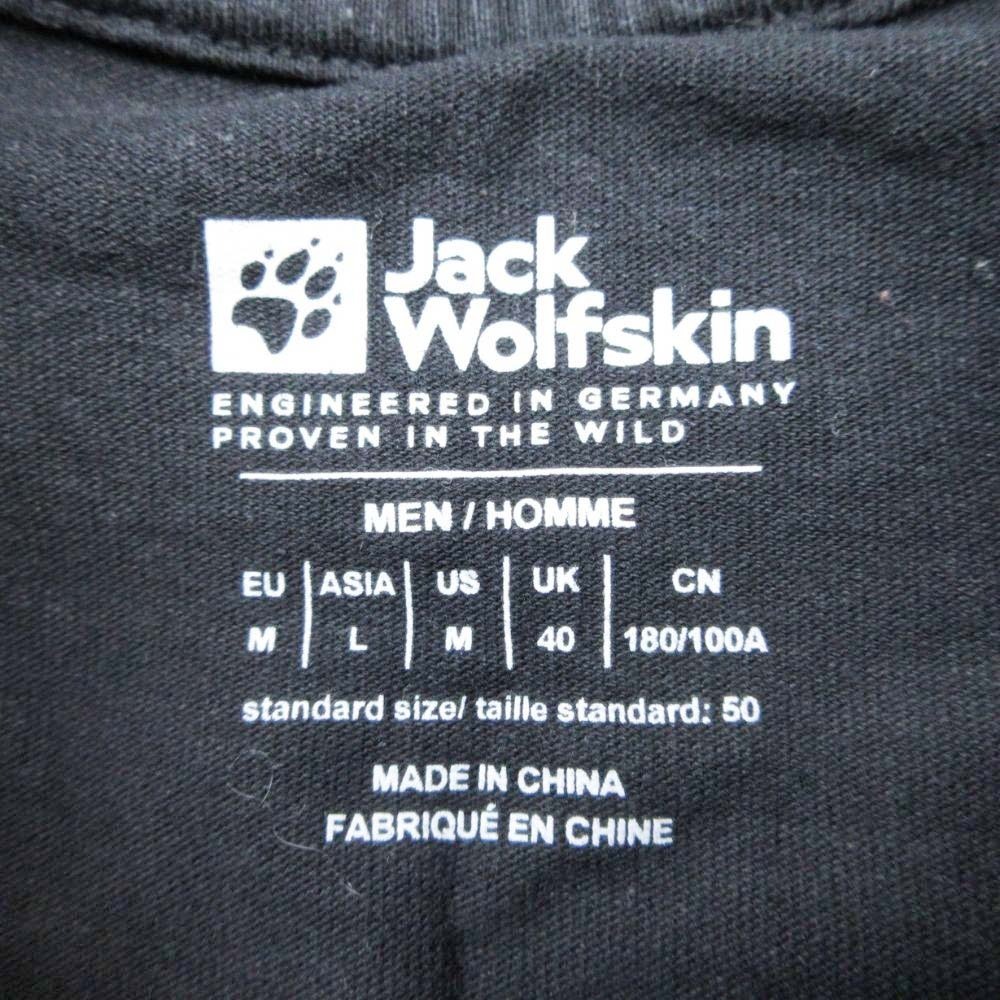 Jack
Wolfskin
ENGINEERED IN GERMANY
PROVEN IN THE WILD
MEN / HOMME
EU ASIA US UK CN
M L M 40 180/100A
standard size/ taille standard: 50
MADE IN CHINA
FABRIQUÉ EN CHINE